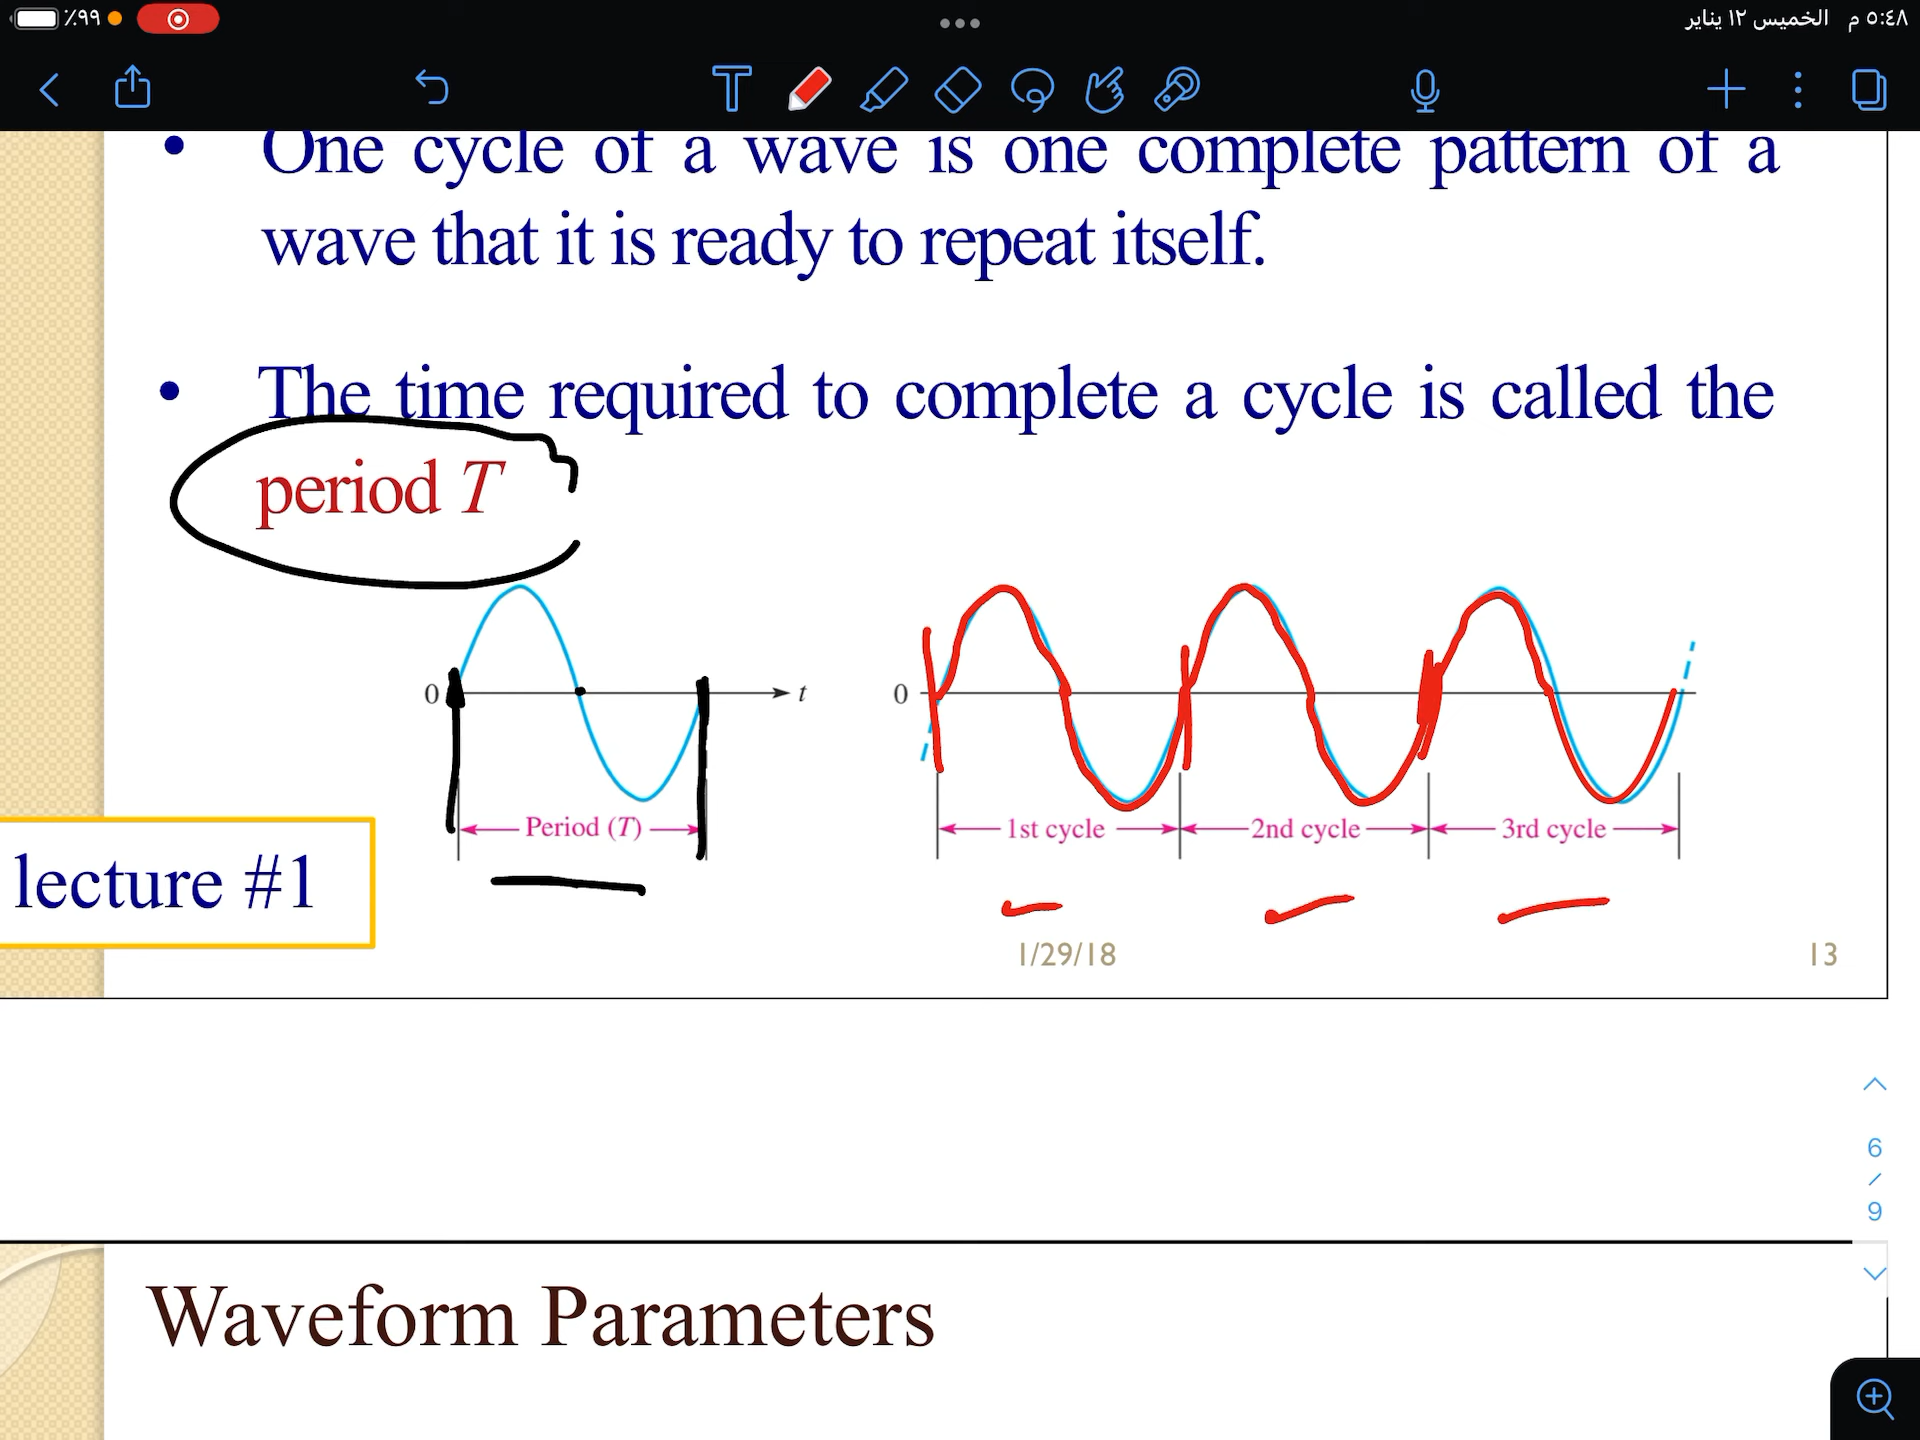 ٪٩٩
٥:٤٨ م الخميس ١٢ يناير
One cycle of a wave is one complete pattern of a
wave that it is ready to repeat itself.
The time required to complete a cycle is called the
period T
0
t
Period (T)
0
1st cycle
2nd cycle
3rd cycle
lecture #1
1/29/18
13
6
/
9
Waveform Parameters